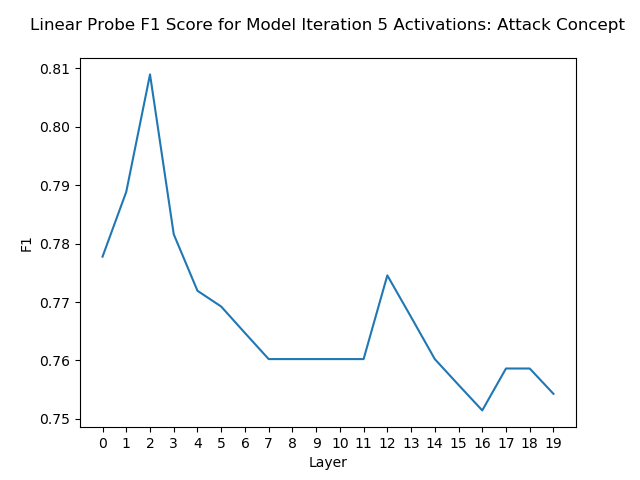 Linear Probe F1 Score for Model Iteration 5 Activations: Attack Concept
0.81
0.80
0.79
0.78
0.77
0.76
0.75
F1
0 1 2 3 4 5 6 7 8 9 10 11 12 13 14 15 16 17 18 19
Layer